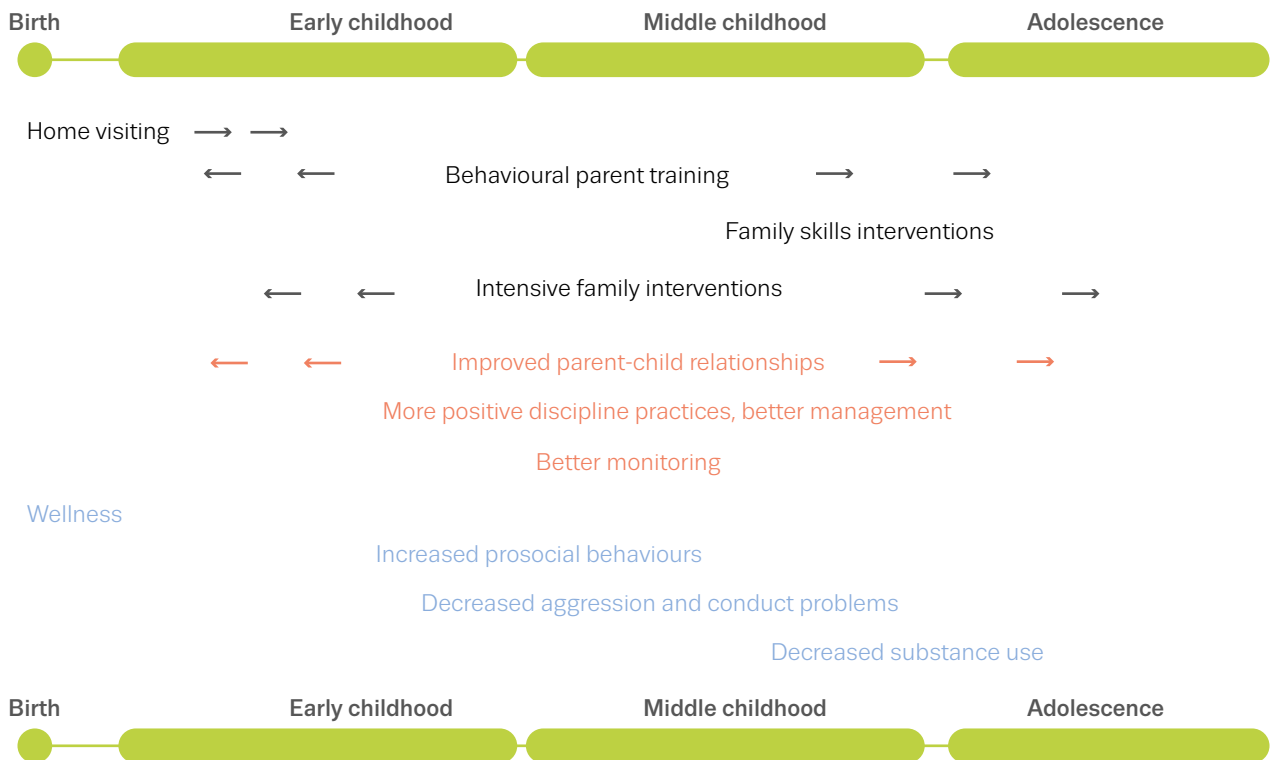 Birth Early childhood Middle childhood Adolescence
Home visiting → →
← ← Behavioural parent training → →
Family skills interventions
← ← Intensive family interventions → →
← ← Improved parent-child relationships → →
More positive discipline practices, better management
Better monitoring
Wellness
Increased prosocial behaviours
Decreased aggression and conduct problems
Decreased substance use
Birth Early childhood Middle childhood Adolescence